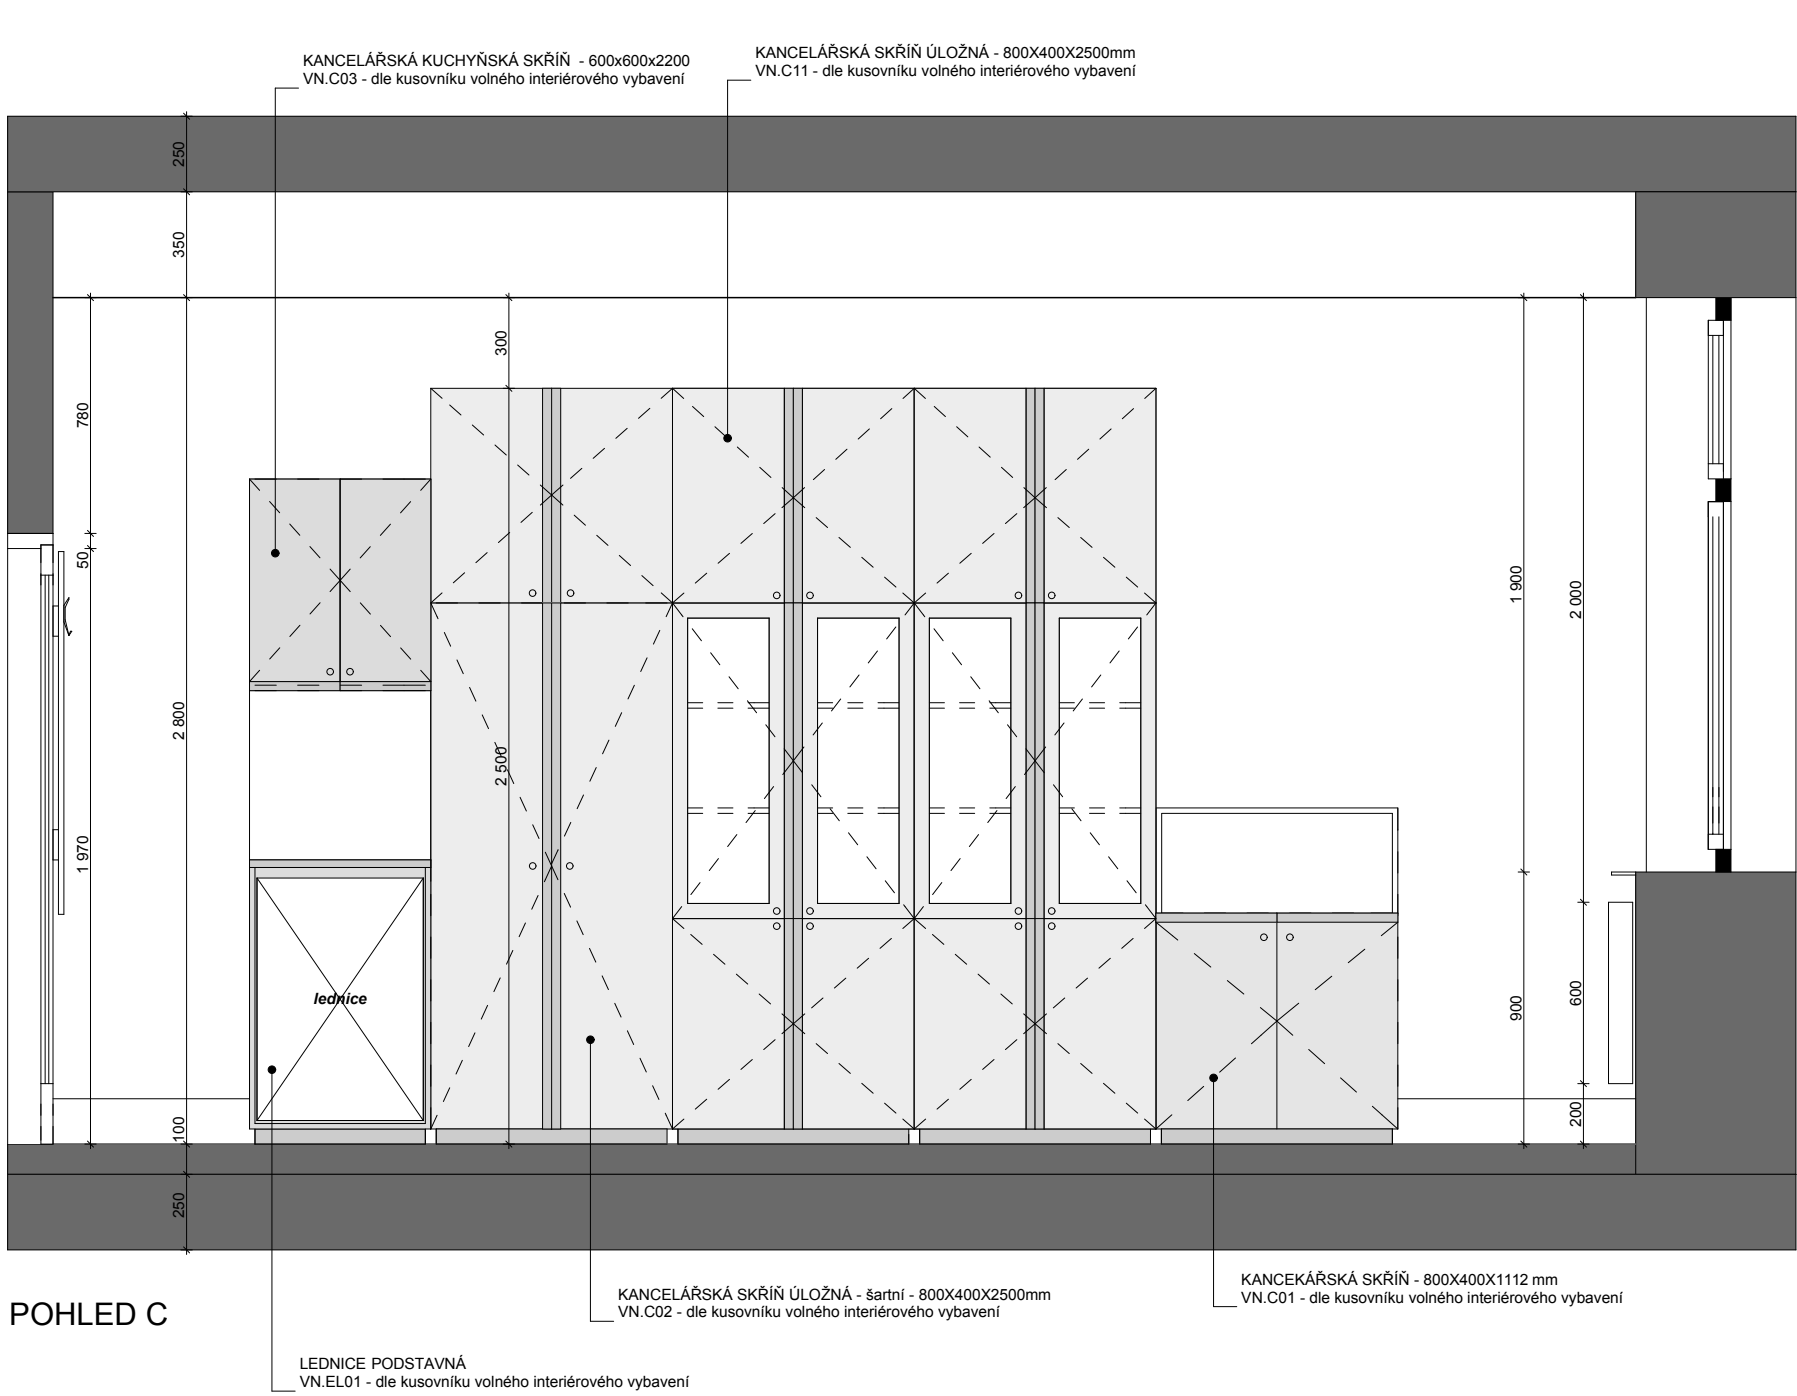 KANCELÁŘSKÁ KUCHYŇSKÁ SKŘÍŇ - 600x600x2200
VN.C03 - dle kusovníku volného interiérového vybavení
KANCELÁŘSKÁ SKŘÍŇ ÚLOŽNÁ - 800X400X2500mm
VN.C11 - dle kusovníku volného interiérového vybavení
250
350
300
780
50
1 900
2 000
2 800
2 500
1 970
lednice
600
900
200
100
250
POHLED C
KANCELÁŘSKÁ SKŘÍŇ ÚLOŽNÁ - šartní - 800X400X2500mm
VN.C02 - dle kusovníku volného interiérového vybavení
KANCEKÁŘSKÁ SKŘÍŇ - 800X400X1112 mm
VN.C01 - dle kusovníku volného interiérového vybavení
LEDNICE PODSTAVNÁ
VN.EL01 - dle kusovníku volného interiérového vybavení